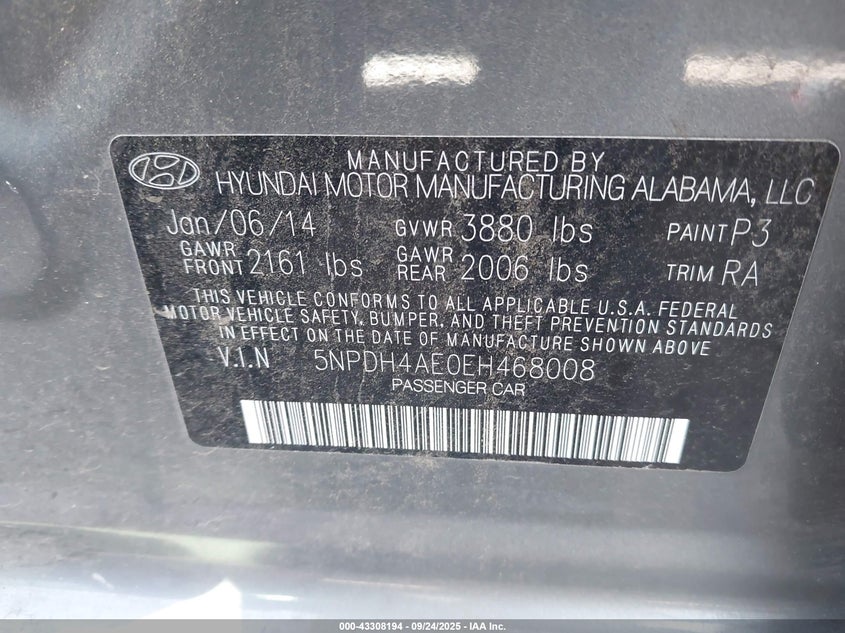 MANUFACTURED BY
HYUNDAI MOTOR MANUFACTURING ALABAMA, LLC
Jan/06/14 GVWR 3880 lbs PAINT P3
GAWR FRONT 2161 lbs GAWR REAR 2006 lbs TRIM RA
THIS VEHICLE CONFORMS TO ALL APPLICABLE U.S.A. FEDERAL
MOTOR VEHICLE SAFETY, BUMPER, AND THEFT PREVENTION STANDARDS
IN EFFECT ON THE DATE OF MANUFACTURE SHOWN ABOVE
V.I.N 5NPDH4AE0EH468008
PASSENGER CAR
000-43308194 - 09/24/2025 - IAA Inc.